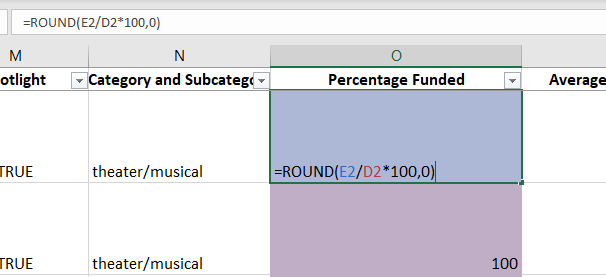 =ROUND(E2/D2*100,0)
M N O
otlight Category and Subcatego Percentage Funded Average
TRUE theater/musical =ROUND(E2/D2*100,0)
TRUE theater/musical 100